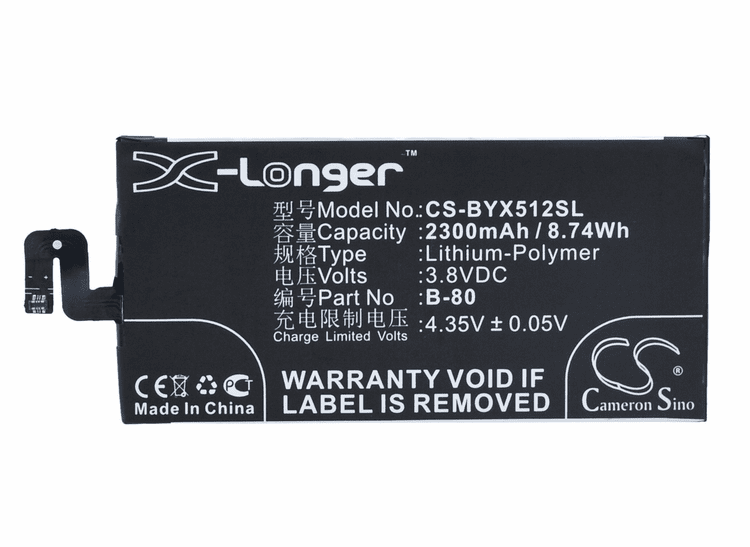 X-Longer™
型号Model No.:CS-BYX512SL
容量Capacity :2300mAh / 8.74Wh
规格Type :Lithium-Polymer
电压Volts :3.8VDC
编号Part No :B-80
充电限制电压 :4.35V ± 0.05V
Charge Limited Volts
CE PCT
Made In China
WARRANTY VOID IF
LABEL IS REMOVED
CS ®
Cameron Sino